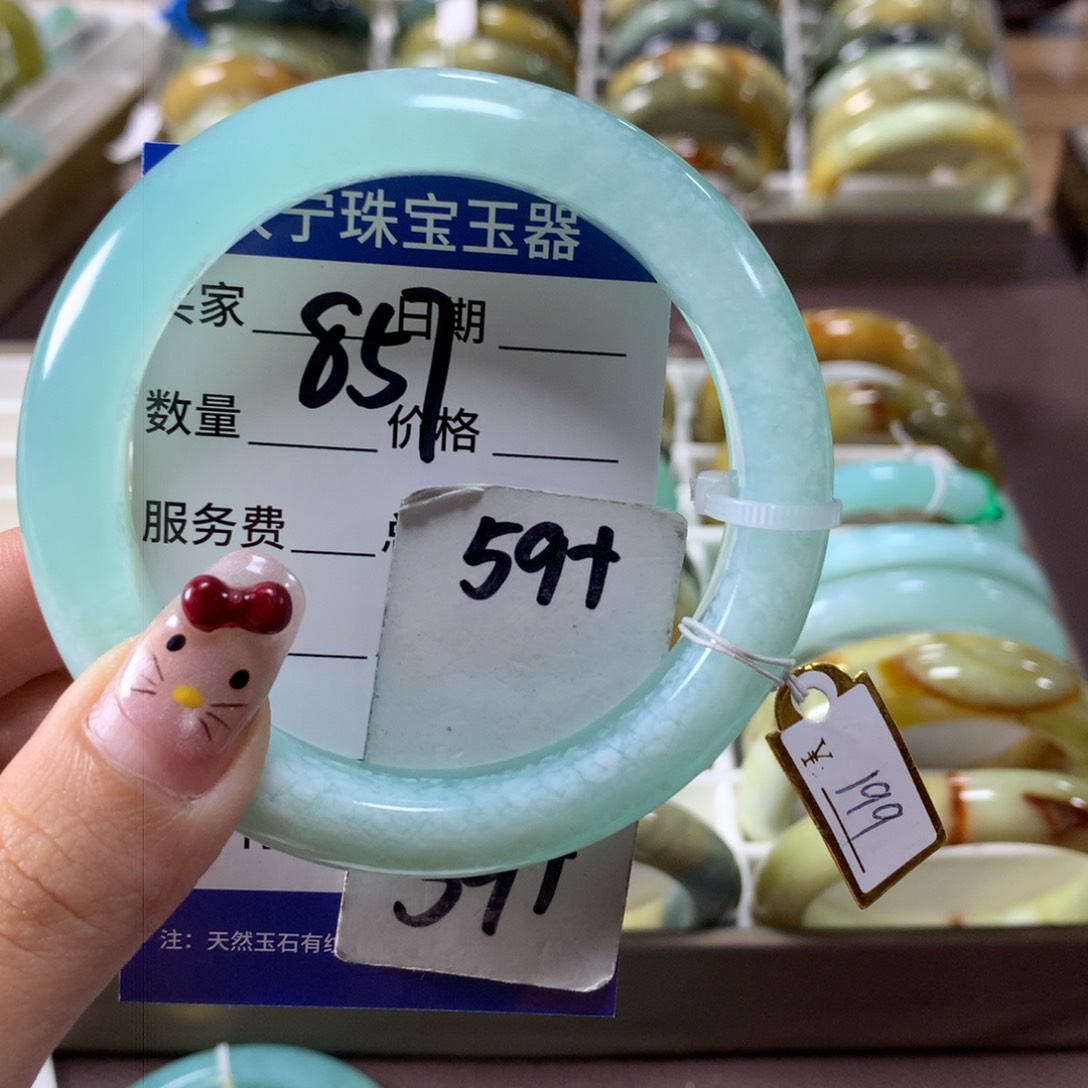 宁珠宝玉器
家 日期
857
数量 价格
服务费
59+
59+
¥: 199
注：天然玉石有